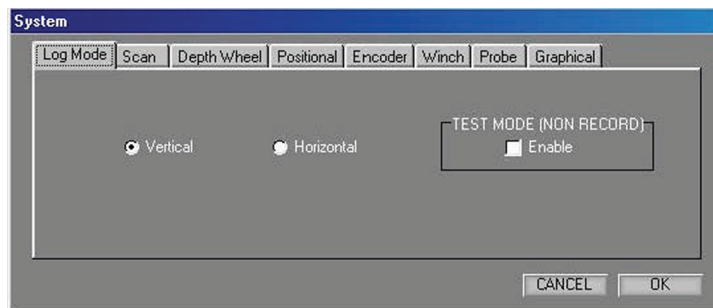 System
Log Mode Scan Depth Wheel Positional Encoder Winch Probe Graphical
TEST MODE (NON RECORD)
Vertical Horizontal Enable
CANCEL OK